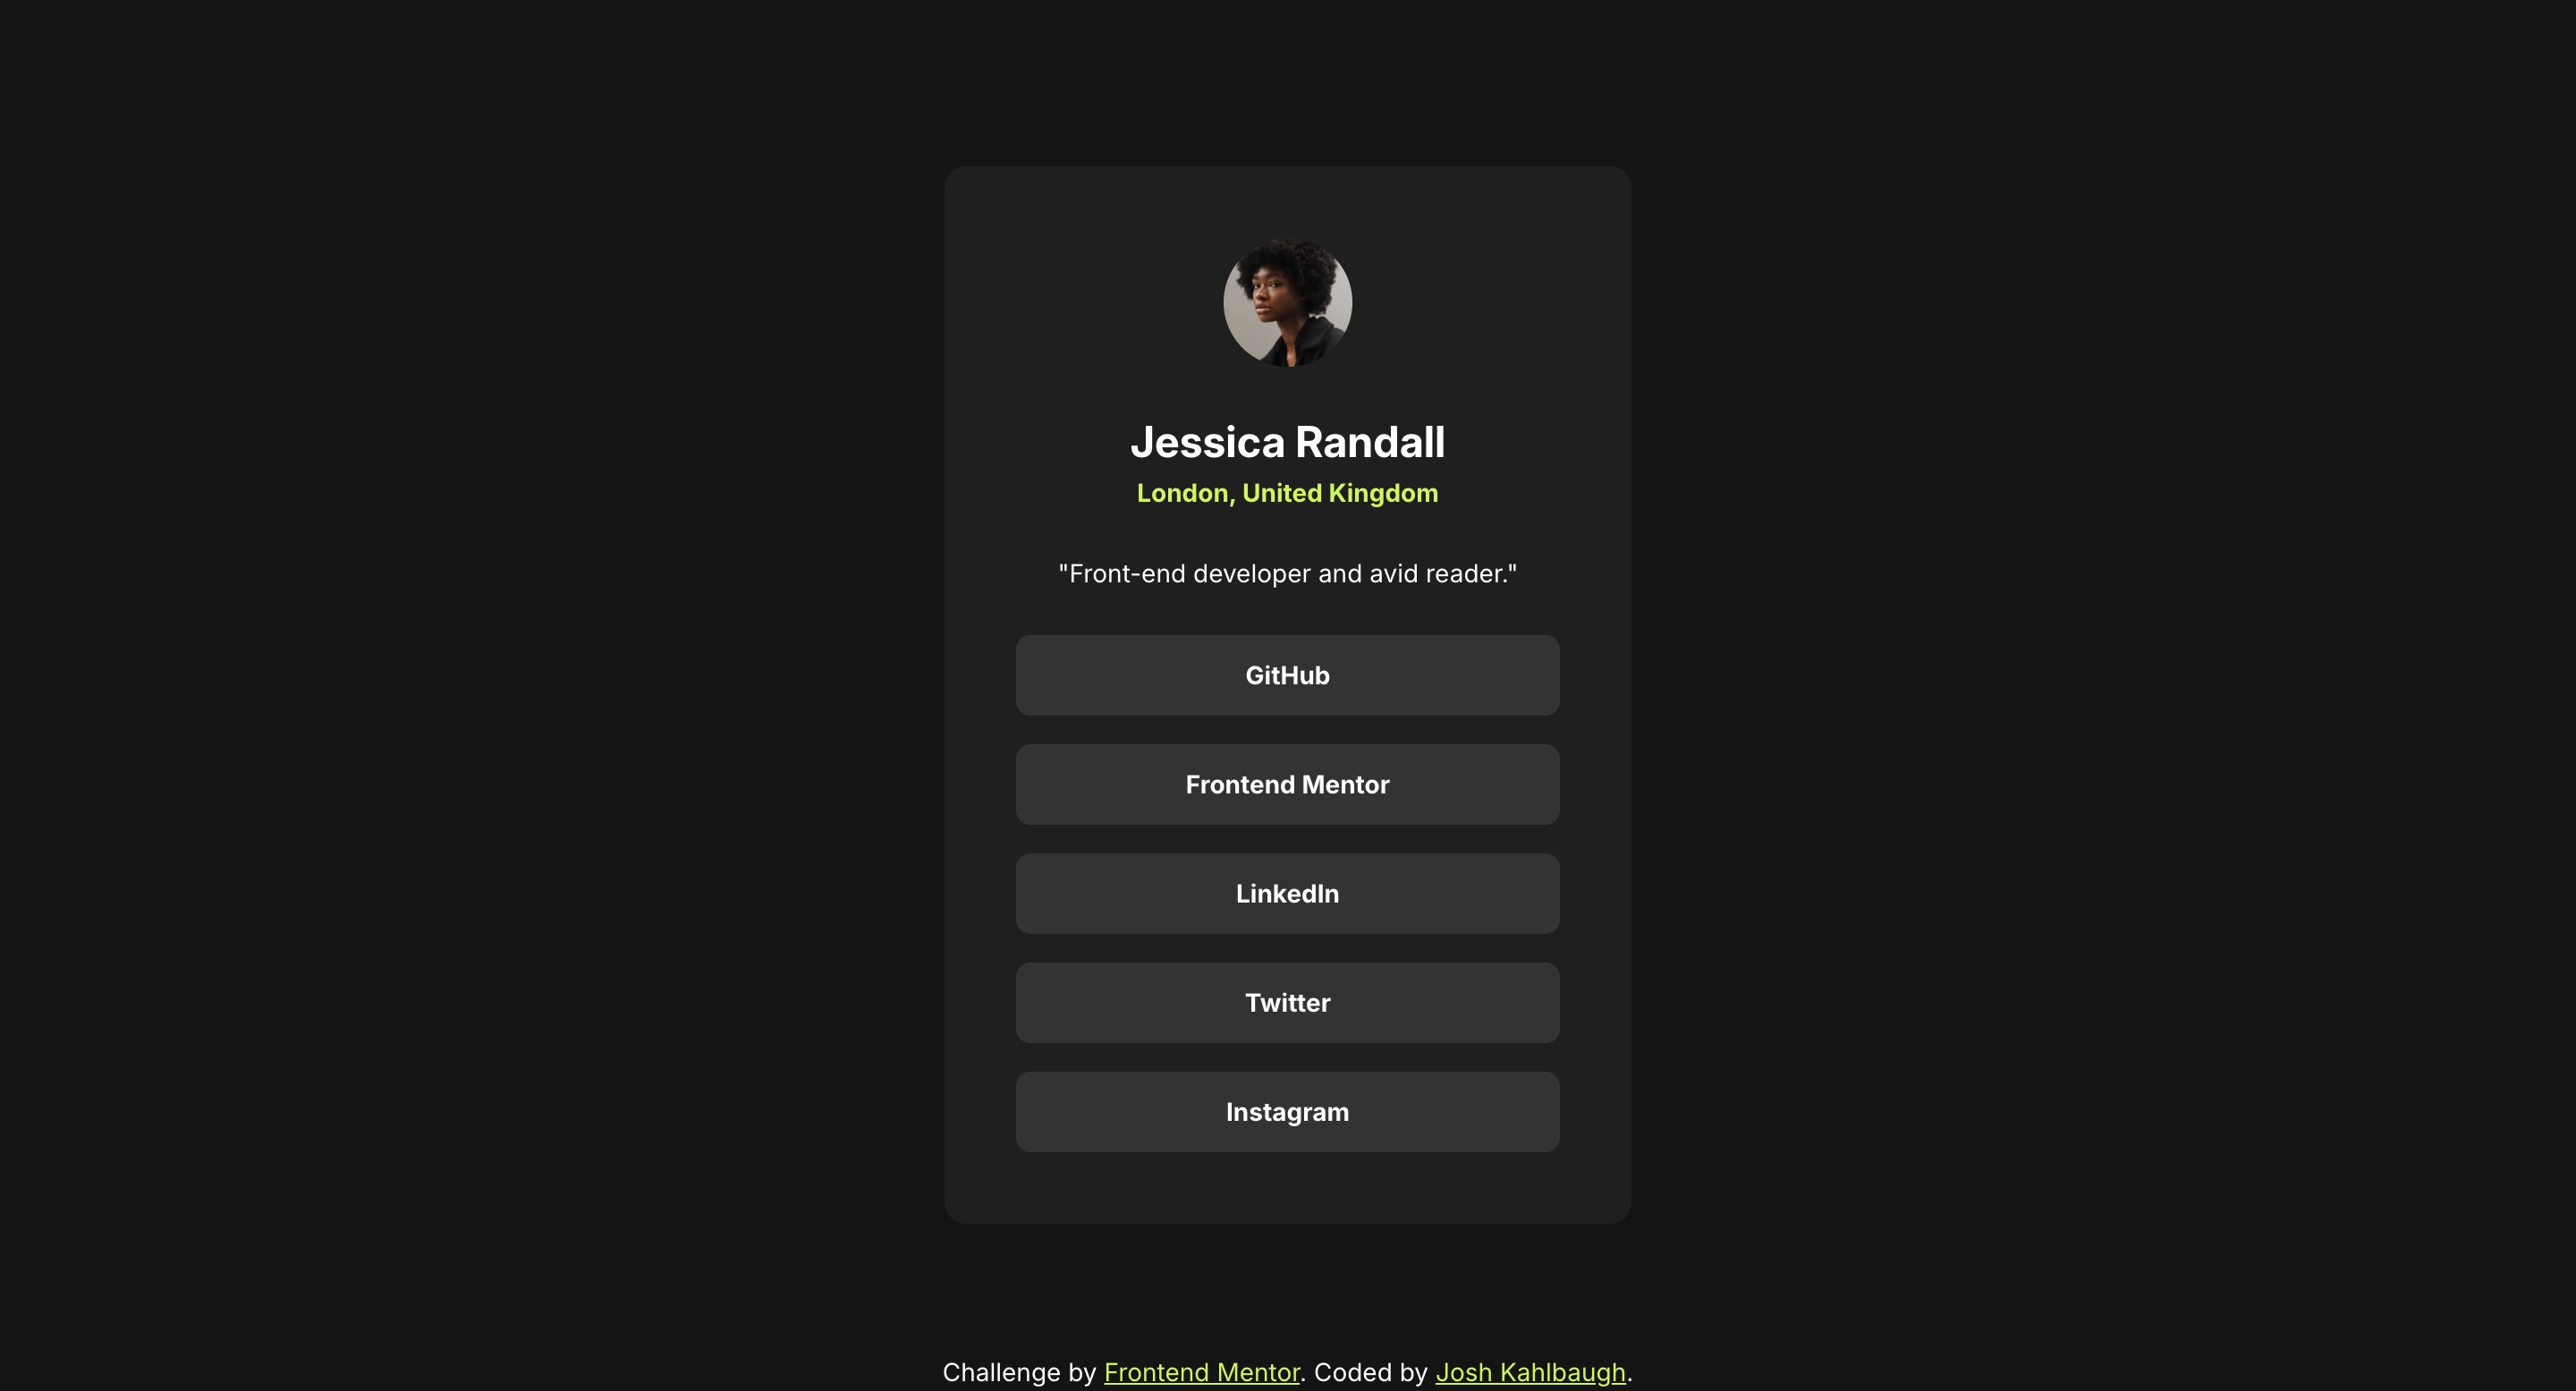 Jessica Randall
London, United Kingdom
"Front-end developer and avid reader."
GitHub
Frontend Mentor
LinkedIn
Twitter
Instagram
Challenge by Frontend Mentor. Coded by Josh Kahlbaugh.